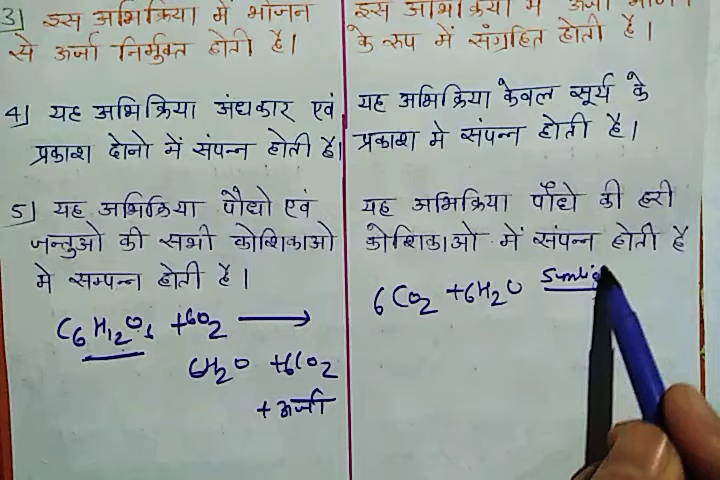 3) इस अभिक्रिया में भोजन
से ऊर्जा निर्मुक्त होती है।
4) यह अभिक्रिया अंधकार एवं
प्रकाश दोनो में संपन्न होती है।
5) यह अभिक्रिया पौधो एवं
जन्तुओ की सभी कोशिकाओ
मे सम्पन्न होती है।
C6H12O6 +6O2 ⟶
6H2O +6CO2
+ ऊर्जा
इस अभिक्रिया में ऊर्जा
के रूप में संग्रहित होती है।
यह अभिक्रिया केवल सूर्य के
प्रकाश मे संपन्न होती है।
यह अभिक्रिया पौधे की हरी
कोशिकाओ में संपन्न होती है
6CO2 +6H2O